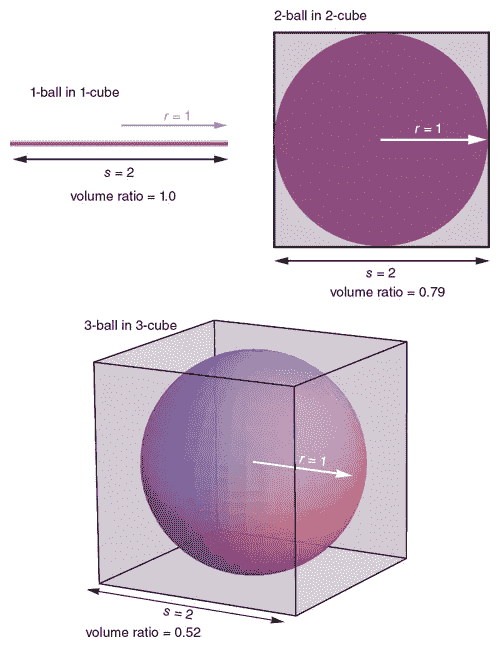 2-ball in 2-cube
1-ball in 1-cube
r = 1
r = 1
s = 2
volume ratio = 1.0
s = 2
volume ratio = 0.79
3-ball in 3-cube
r = 1
s = 2
volume ratio = 0.52